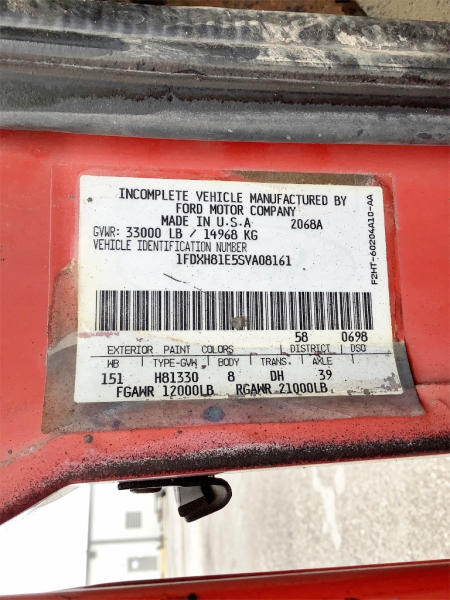 INCOMPLETE VEHICLE MANUFACTURED BY
FORD MOTOR COMPANY
MADE IN U.S.A 2068A
GVWR: 33000 LB / 14968 KG
VEHICLE IDENTIFICATION NUMBER
1FDXH81E5SVA08161
58 0698
EXTERIOR PAINT COLORS DISTRICT DSO
WB TYPE-GVW BODY TRANS. AXLE
151 H81330 8 DH 39
FGAWR 12000LB RGAWR 21000LB
F2HT-60204A10-AA